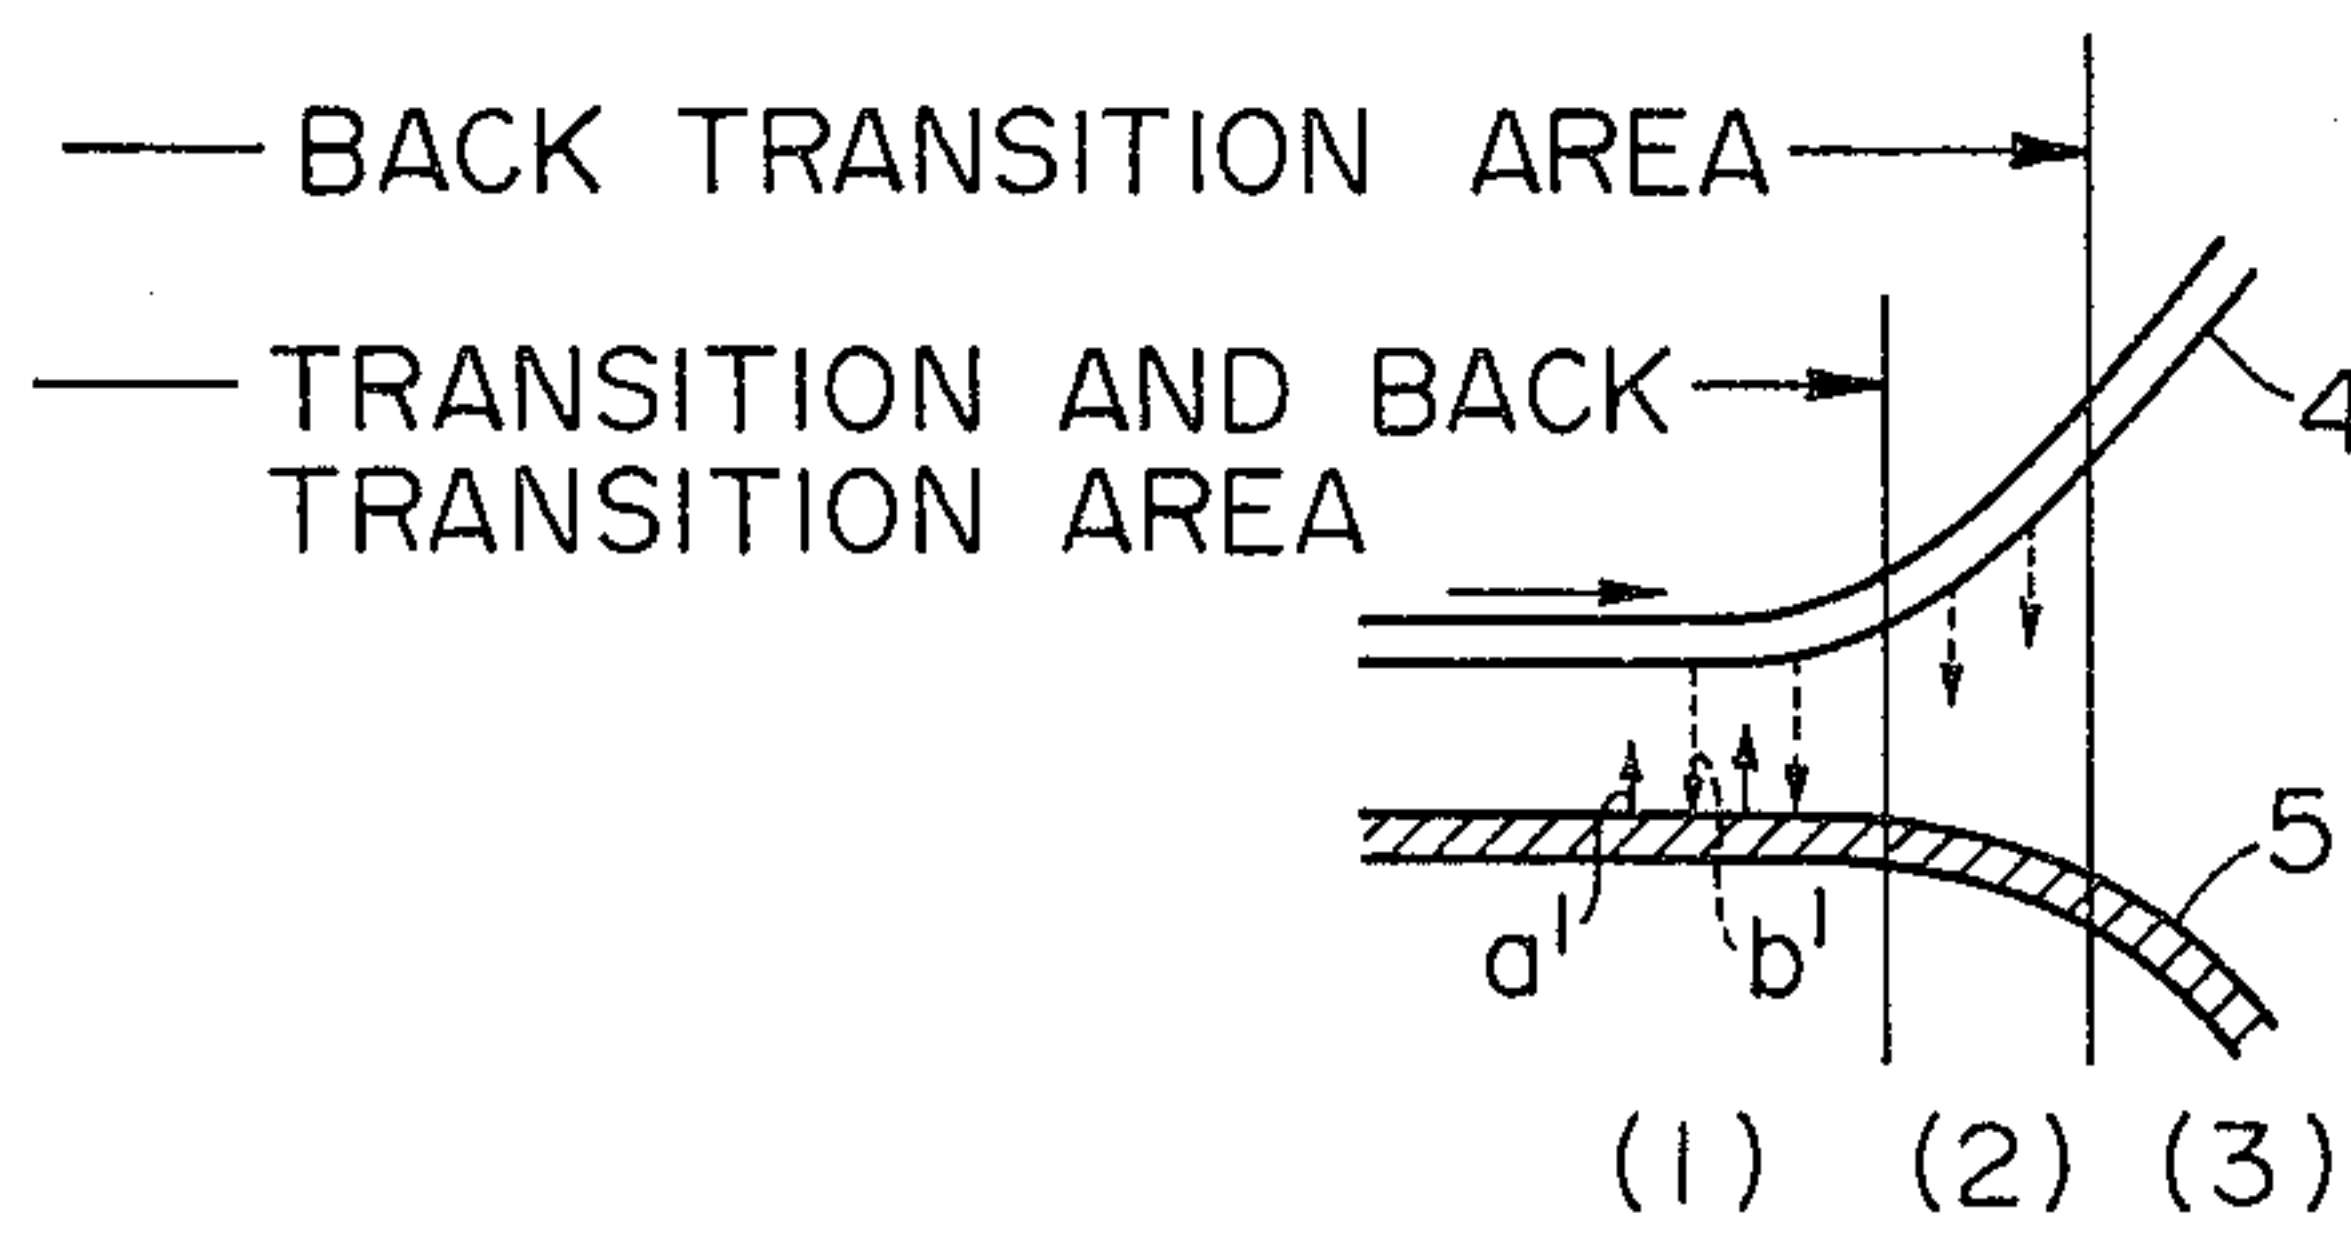 BACK TRANSITION AREA
TRANSITION AND BACK
TRANSITION AREA
4
5
a' b'
(1) (2) (3)